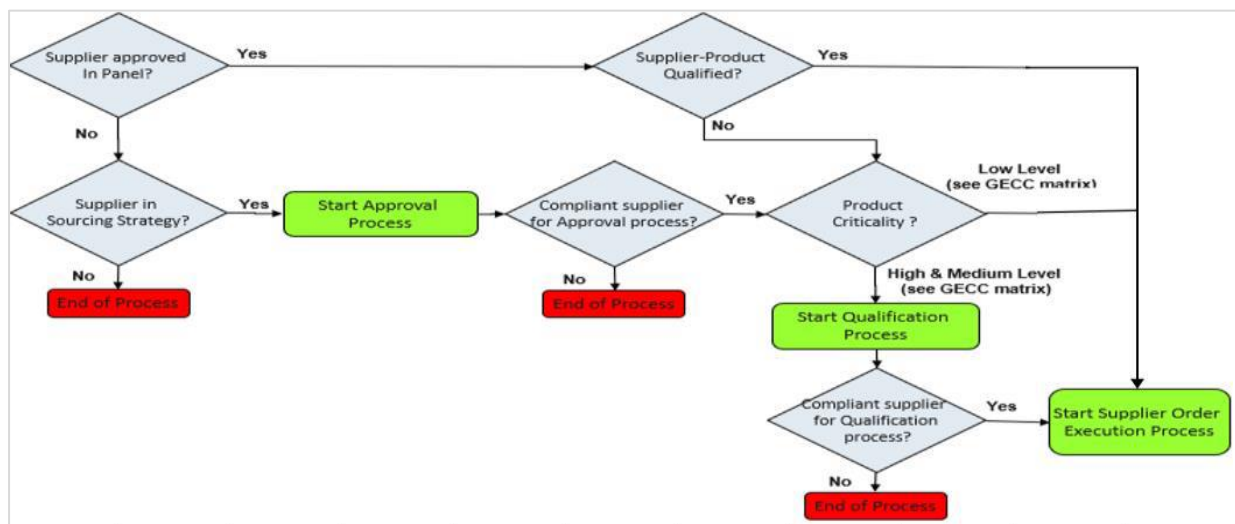 Supplier approved
In Panel?
Yes
Supplier-Product
Qualified?
Yes
No
No
Low Level
(see GECC matrix)
Supplier in
Sourcing Strategy?
Yes
Start Approval
Process
Compliant supplier
for Approval process?
Yes
Product
Criticality ?
No
End of Process
No
End of Process
High & Medium Level
(see GECC matrix)
Start Qualification
Process
Compliant supplier
for Qualification
process?
Yes
Start Supplier Order
Execution Process
No
End of Process